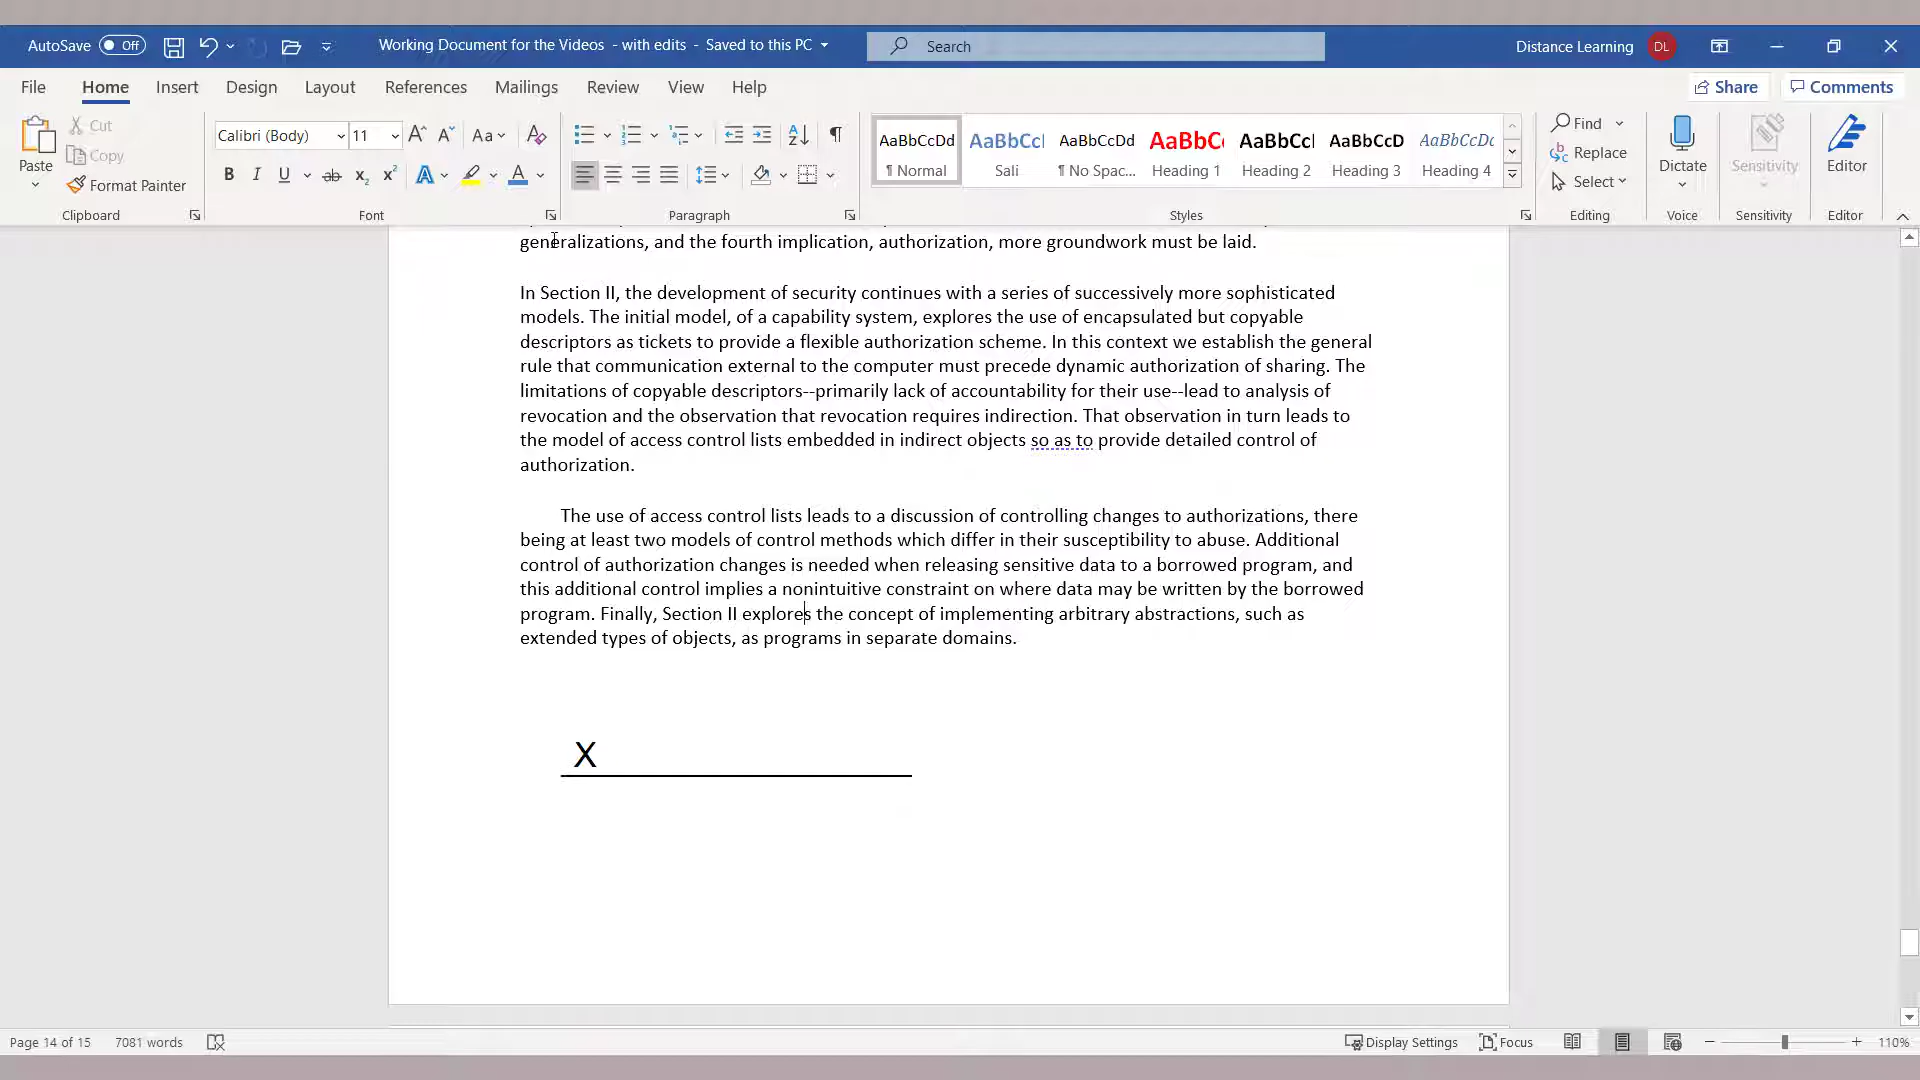 AutoSave Off Working Document for the Videos - with edits - Saved to this PC Search Distance Learning DL
File Home Insert Design Layout References Mailings Review View Help Share Comments
Paste Cut Copy Format Painter Clipboard
Calibri (Body) 11 Aa
B I U ab x₂ x² A A Font
Paragraph
AaBbCcDd AaBbCcI AaBbCcDd AaBbC AaBbCcI AaBbCcD AaBbCcDc
¶ Normal Sali ¶ No Spac... Heading 1 Heading 2 Heading 3 Heading 4
Styles
Find Replace Select Editing
Dictate Voice
Sensitivity Sensitivity
Editor Editor
generalizations, and the fourth implication, authorization, more groundwork must be laid.
In Section II, the development of security continues with a series of successively more sophisticated
models. The initial model, of a capability system, explores the use of encapsulated but copyable
descriptors as tickets to provide a flexible authorization scheme. In this context we establish the general
rule that communication external to the computer must precede dynamic authorization of sharing. The
limitations of copyable descriptors--primarily lack of accountability for their use--lead to analysis of
revocation and the observation that revocation requires indirection. That observation in turn leads to
the model of access control lists embedded in indirect objects so as to provide detailed control of
authorization.
The use of access control lists leads to a discussion of controlling changes to authorizations, there
being at least two models of control methods which differ in their susceptibility to abuse. Additional
control of authorization changes is needed when releasing sensitive data to a borrowed program, and
this additional control implies a nonintuitive constraint on where data may be written by the borrowed
program. Finally, Section II explores the concept of implementing arbitrary abstractions, such as
extended types of objects, as programs in separate domains.
X
Page 14 of 15 7081 words Display Settings Focus 110%